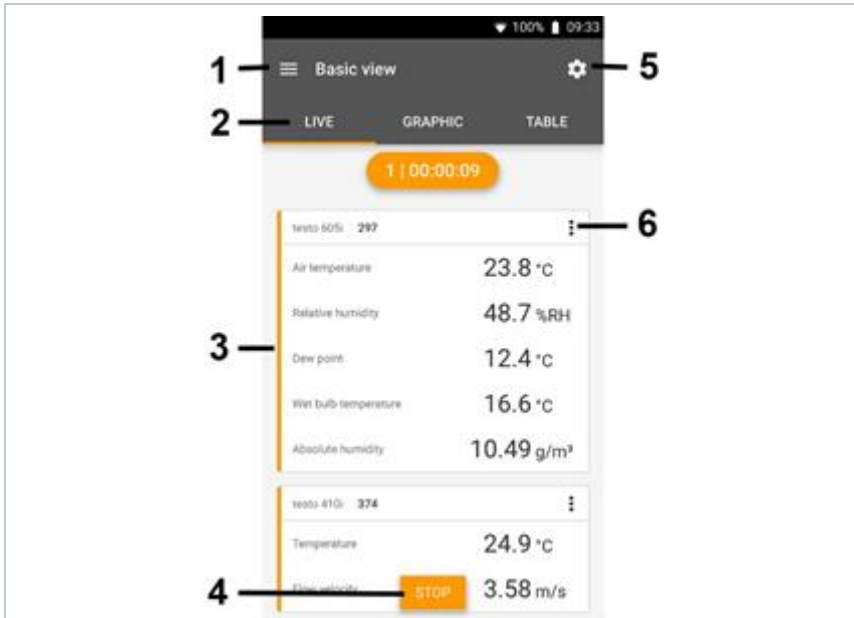 100% 09:33
1 Basic view 5
2 LIVE GRAPHIC TABLE
1 | 00:00:09
testo 605i 297 6
Air temperature 23.8 °C
Relative humidity 48.7 %RH
3 Dew point 12.4 °C
Wet bulb temperature 16.6 °C
Absolute humidity 10.49 g/m³
testo 410i 374
Temperature 24.9 °C
4 Flow velocity STOP 3.58 m/s